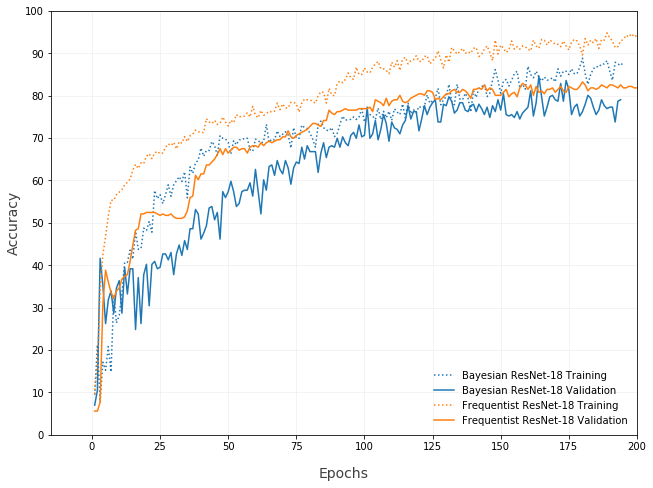 100
90
80
70
60
50
40
30
20
10
0
Accuracy
0 25 50 75 100 125 150 175 200
Epochs
Bayesian ResNet-18 Training
Bayesian ResNet-18 Validation
Frequentist ResNet-18 Training
Frequentist ResNet-18 Validation